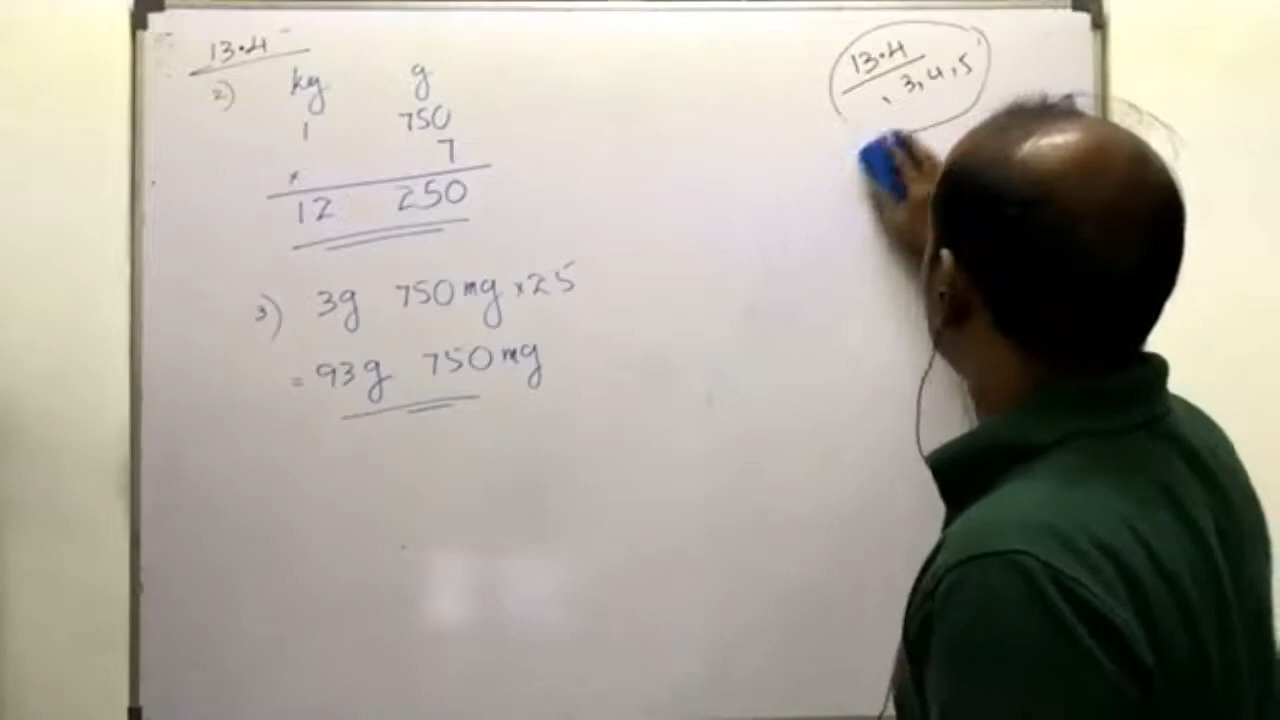 13.4
2) kg g
1 750
× 7
12 250
3) 3g 750mg × 25
= 93g 750mg
13.4
, 3, 4, 5